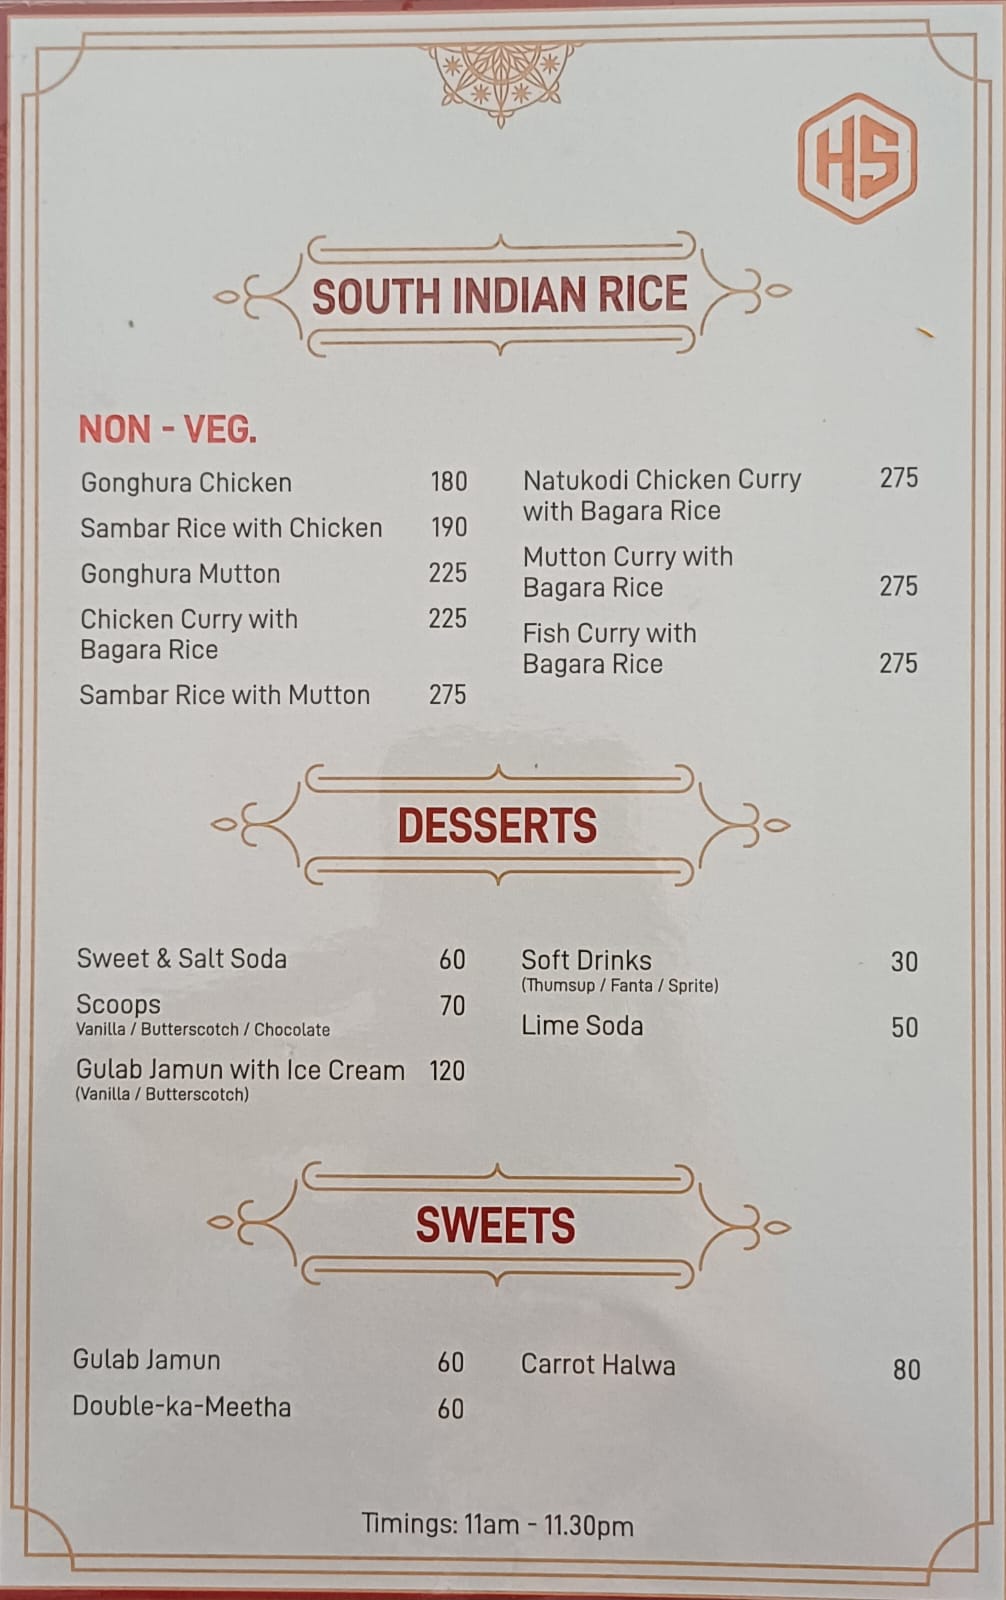 HS
SOUTH INDIAN RICE
NON - VEG.
Gonghura Chicken 180
Sambar Rice with Chicken 190
Gonghura Mutton 225
Chicken Curry with 225
Bagara Rice
Sambar Rice with Mutton 275
Natukodi Chicken Curry 275
with Bagara Rice
Mutton Curry with
Bagara Rice 275
Fish Curry with
Bagara Rice 275
DESSERTS
Sweet & Salt Soda 60
Scoops 70
Vanilla / Butterscotch / Chocolate
Gulab Jamun with Ice Cream 120
(Vanilla / Butterscotch)
Soft Drinks 30
(Thumsup / Fanta / Sprite)
Lime Soda 50
SWEETS
Gulab Jamun 60
Double-ka-Meetha 60
Carrot Halwa 80
Timings: 11am - 11.30pm